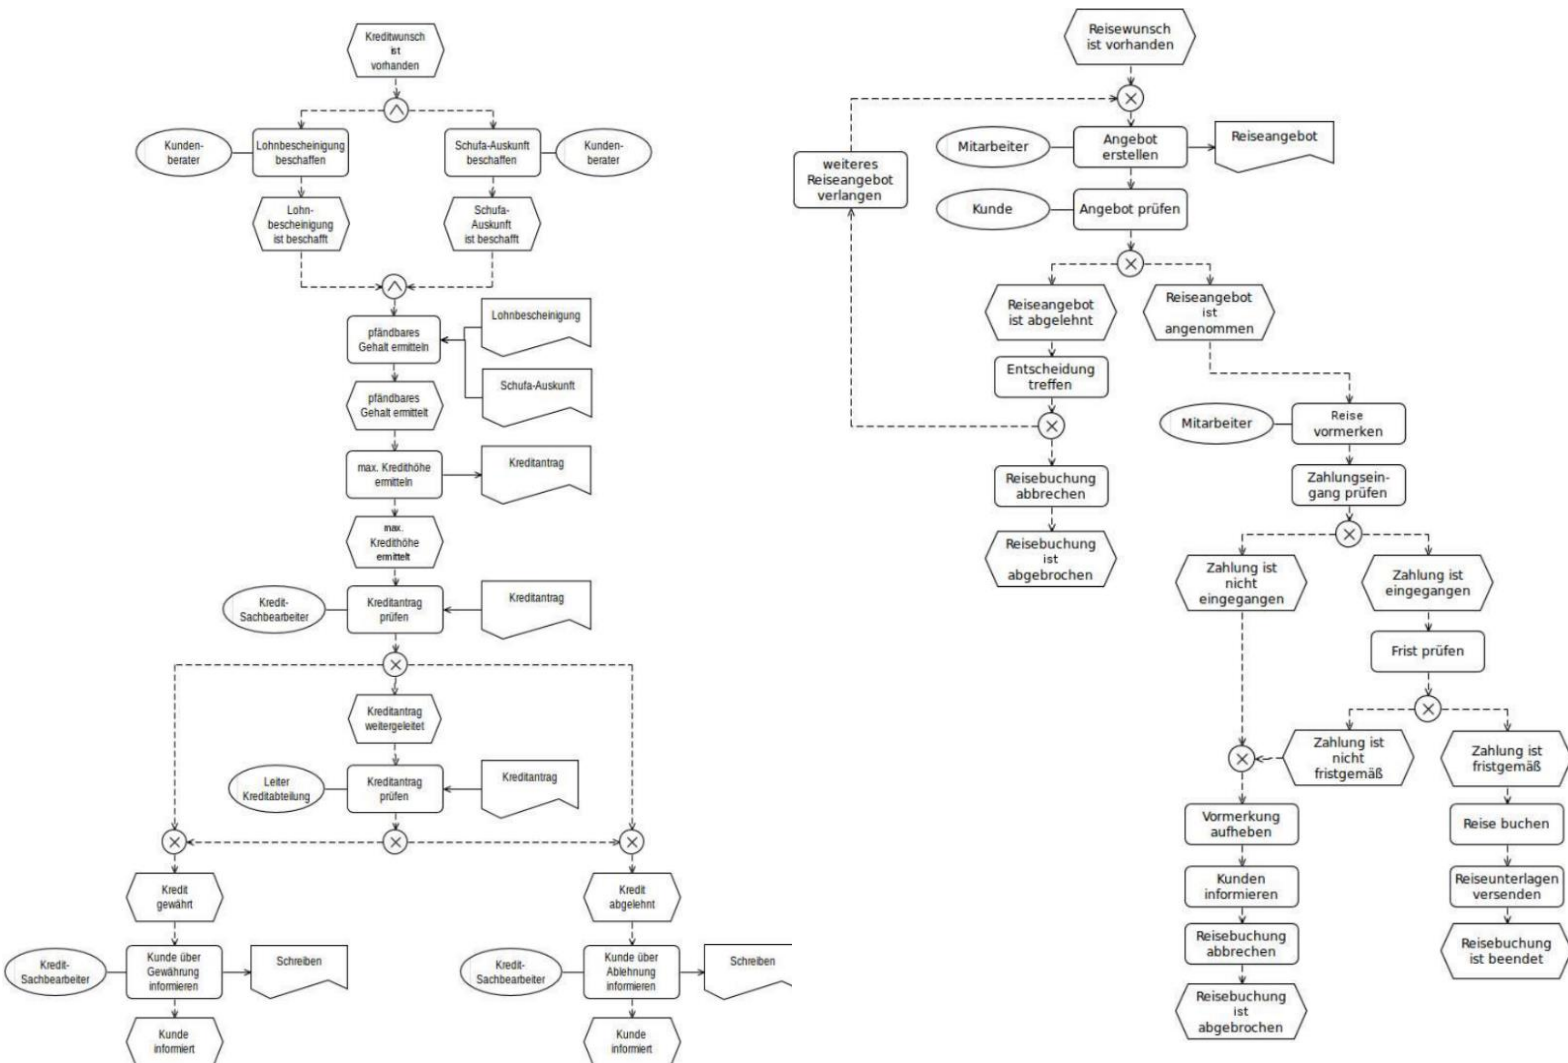 Kreditwunsch
ist
vorhanden
Kunden-
berater
Lohnbescheinigung
beschaffen
Schufa-Auskunft
beschaffen
Kunden-
berater
Lohn-
bescheinigung
ist beschafft
Schufa-
Auskunft
ist beschafft
pfändbares
Gehalt ermitteln
Lohnbescheinigung
Schufa-Auskunft
pfändbares
Gehalt ermittelt
max. Kredithöhe
ermitteln
Kreditantrag
max.
Kredithöhe
ermittelt
Kredit-
Sachbearbeiter
Kreditantrag
prüfen
Kreditantrag
Kreditantrag
weitergeleitet
Leiter
Kreditabteilung
Kreditantrag
prüfen
Kreditantrag
Kredit
gewährt
Kredit
abgelehnt
Kredit-
Sachbearbeiter
Kunde über
Gewährung
informieren
Schreiben
Kredit-
Sachbearbeiter
Kunde über
Ablehnung
informieren
Schreiben
Kunde
informiert
Kunde
informiert
Reisewunsch
ist vorhanden
Mitarbeiter
Angebot
erstellen
Reiseangebot
weiteres
Reiseangebot
verlangen
Kunde
Angebot prüfen
Reiseangebot
ist abgelehnt
Reiseangebot
ist
angenommen
Entscheidung
treffen
Mitarbeiter
Reise
vormerken
Reisebuchung
abbrechen
Zahlungsein-
gang prüfen
Reisebuchung
ist
abgebrochen
Zahlung ist
nicht
eingegangen
Zahlung ist
eingegangen
Frist prüfen
Zahlung ist
nicht
fristgemäß
Zahlung ist
fristgemäß
Vormerkung
aufheben
Reise buchen
Kunden
informieren
Reiseunterlagen
versenden
Reisebuchung
abbrechen
Reisebuchung
ist beendet
Reisebuchung
ist
abgebrochen